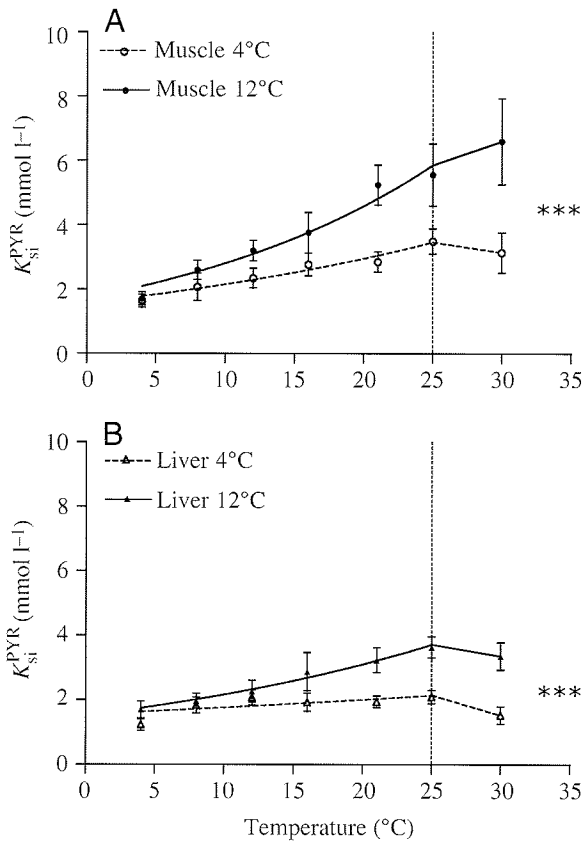 A
Muscle 4°C
Muscle 12°C
10
8
6
4
2
0
K si PYR (mmol l–1)
***
0 5 10 15 20 25 30 35
B
Liver 4°C
Liver 12°C
10
8
6
4
2
0
K si PYR (mmol l–1)
***
0 5 10 15 20 25 30 35
Temperature (°C)